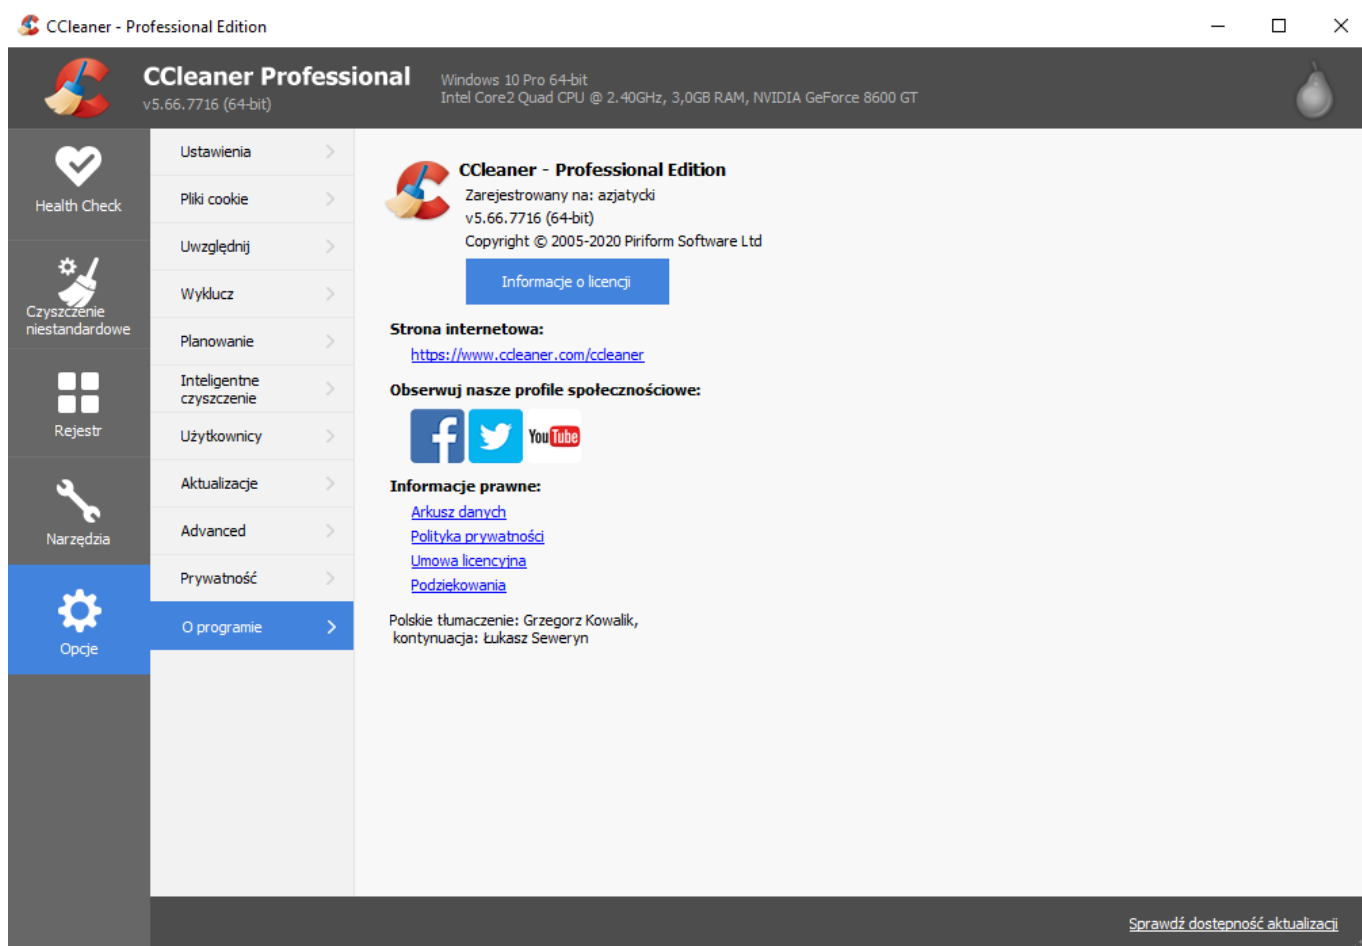 CCleaner - Professional Edition
CCleaner Professional
v5.66.7716 (64-bit)
Windows 10 Pro 64-bit
Intel Core2 Quad CPU @ 2.40GHz, 3,0GB RAM, NVIDIA GeForce 8600 GT
Health Check
Czyszczenie
niestandardowe
Rejestr
Narzędzia
Opcje
Ustawienia
Pliki cookie
Uwzględnij
Wyklucz
Planowanie
Inteligentne
czyszczenie
Użytkownicy
Aktualizacje
Advanced
Prywatność
O programie
CCleaner - Professional Edition
Zarejestrowany na: azjatycki
v5.66.7716 (64-bit)
Copyright © 2005-2020 Piriform Software Ltd
Informacje o licencji
Strona internetowa:
https://www.ccleaner.com/ccleaner
Obserwuj nasze profile społecznościowe:
YouTube
Informacje prawne:
Arkusz danych
Polityka prywatności
Umowa licencyjna
Podziękowania
Polskie tłumaczenie: Grzegorz Kowalik,
kontynuacja: Łukasz Seweryn
Sprawdź dostępność aktualizacji